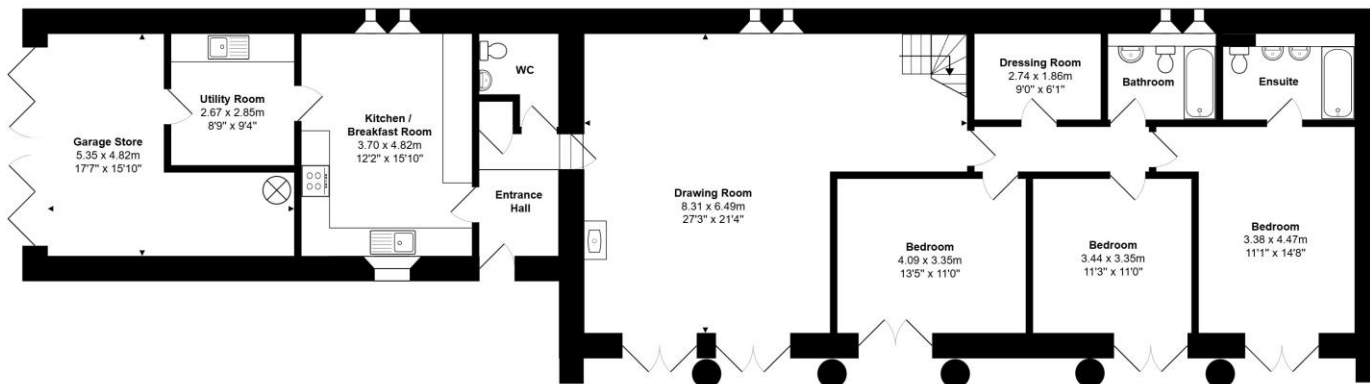 Garage Store
5.35 x 4.82m
17'7" x 15'10"
Utility Room
2.67 x 2.85m
8'9" x 9'4"
Kitchen /
Breakfast Room
3.70 x 4.82m
12'2" x 15'10"
WC
Entrance
Hall
Drawing Room
8.31 x 6.49m
27'3" x 21'4"
Dressing Room
2.74 x 1.86m
9'0" x 6'1"
Bathroom
Ensuite
Bedroom
4.09 x 3.35m
13'5" x 11'0"
Bedroom
3.44 x 3.35m
11'3" x 11'0"
Bedroom
3.38 x 4.47m
11'1" x 14'8"